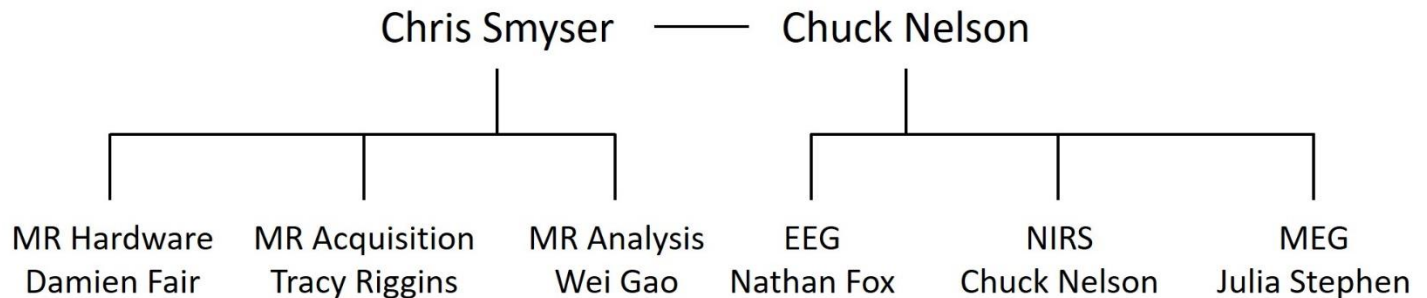 Chris Smyser Chuck Nelson
MR Hardware MR Acquisition MR Analysis EEG NIRS MEG
Damien Fair Tracy Riggins Wei Gao Nathan Fox Chuck Nelson Julia Stephen